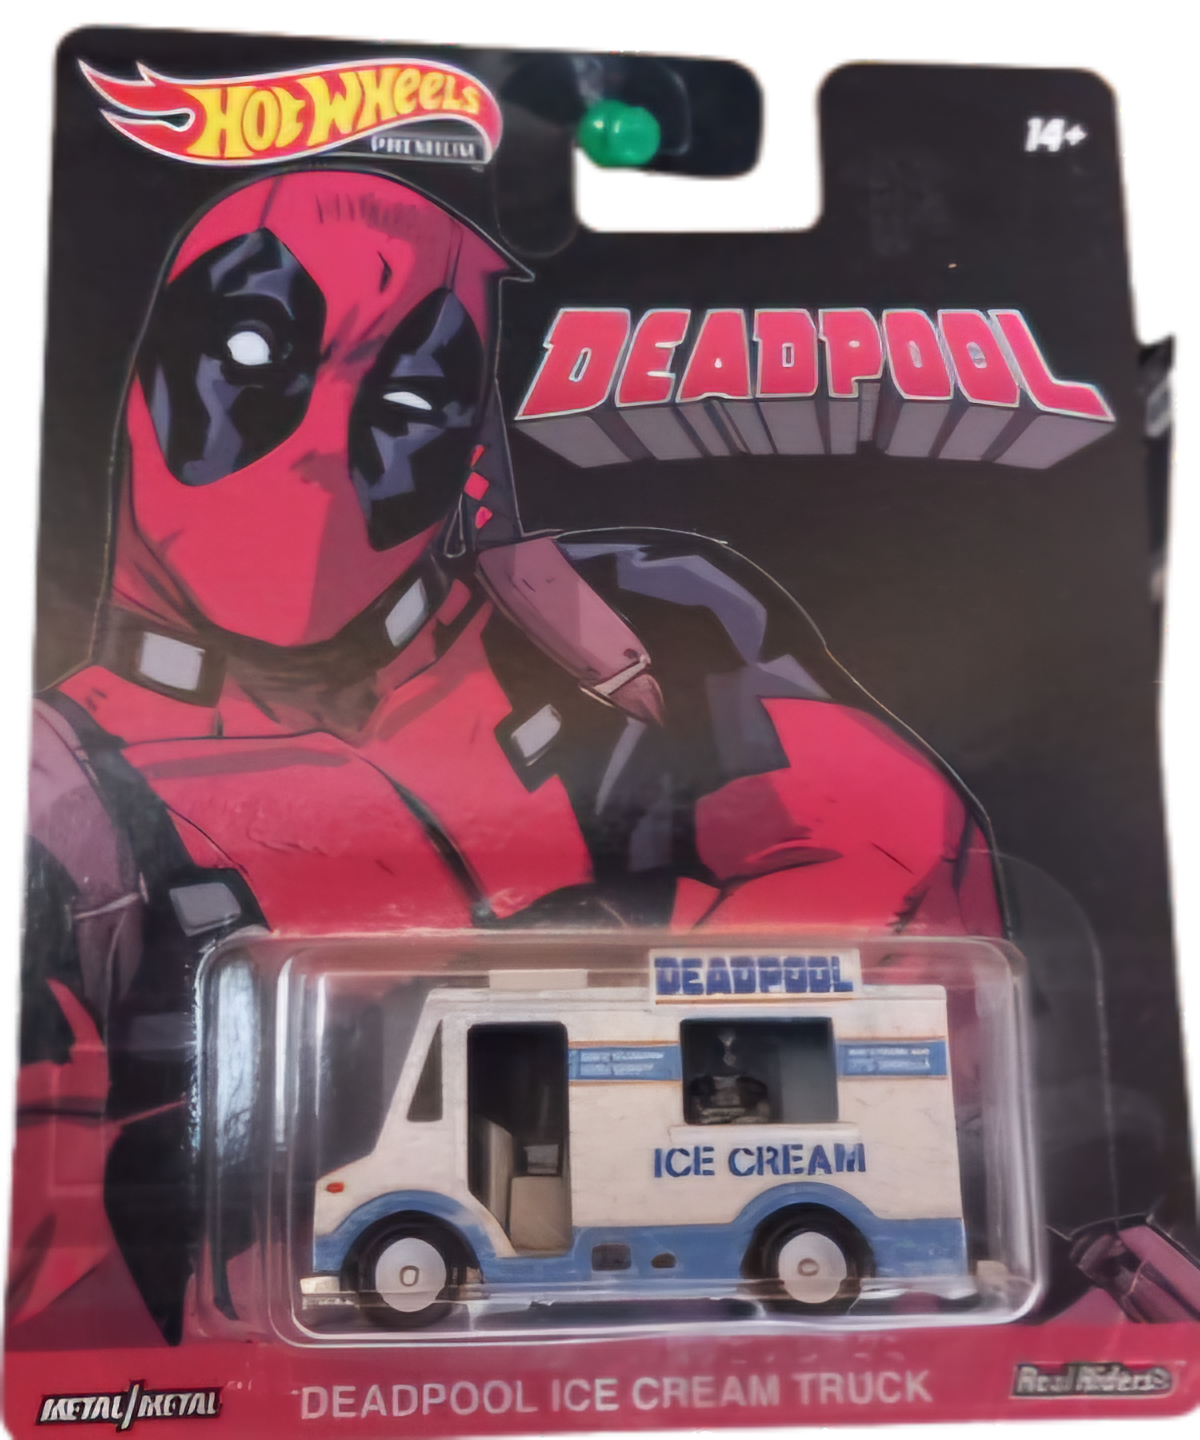 HOT WHEELS
PREMIUM
14+
DEADPOOL
DEADPOOL
ICE CREAM
METAL/METAL
DEADPOOL ICE CREAM TRUCK
Real Riders®